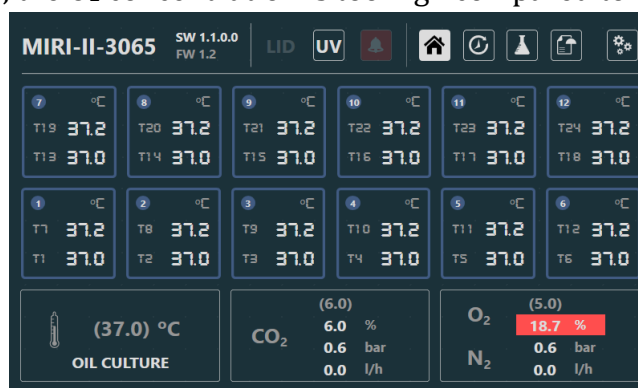 MIRI-II-3065 SW 1.1.0.0 FW 1.2 LID UV
7 °C 8 °C 9 °C 10 °C 11 °C 12 °C
T19 37.2 T20 37.2 T21 37.2 T22 37.2 T23 37.2 T24 37.2
T13 37.0 T14 37.0 T15 37.0 T16 37.0 T17 37.0 T18 37.0
1 °C 2 °C 3 °C 4 °C 5 °C 6 °C
T7 37.2 T8 37.2 T9 37.2 T10 37.2 T11 37.2 T12 37.2
T1 37.0 T2 37.0 T3 37.0 T4 37.0 T5 37.0 T6 37.0
(37.0) °C
OIL CULTURE
CO2
(6.0)
6.0 %
0.6 bar
0.0 l/h
O2
(5.0)
18.7 %
N2
0.6 bar
0.0 l/h